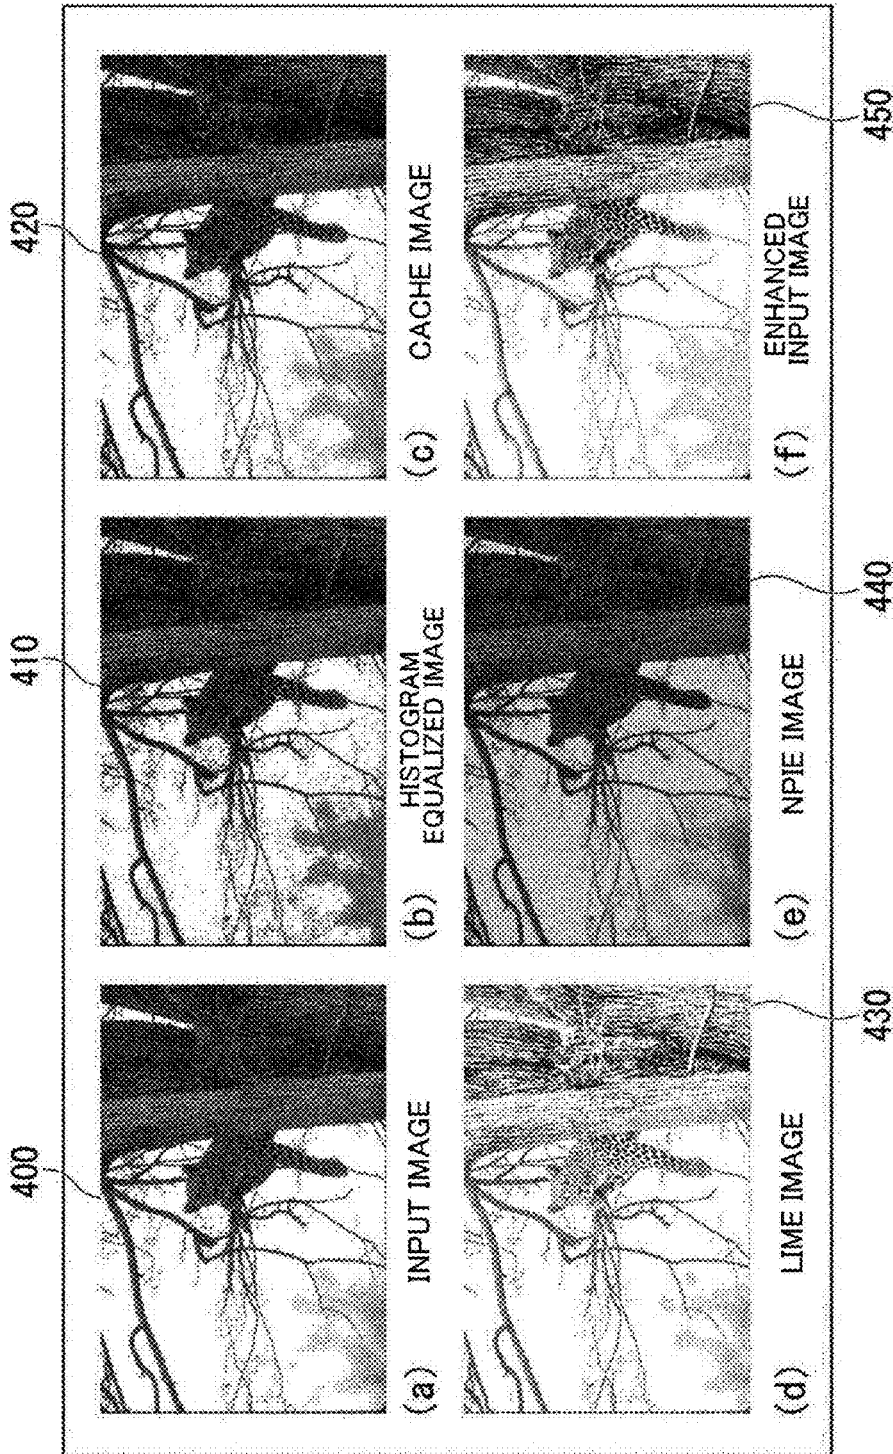 400
410
420
(a)
INPUT IMAGE
(b)
HISTOGRAM
EQUALIZED IMAGE
(c)
CACHE IMAGE
(d)
LIME IMAGE
(e)
NPIE IMAGE
(f)
ENHANCED
INPUT IMAGE
430
440
450